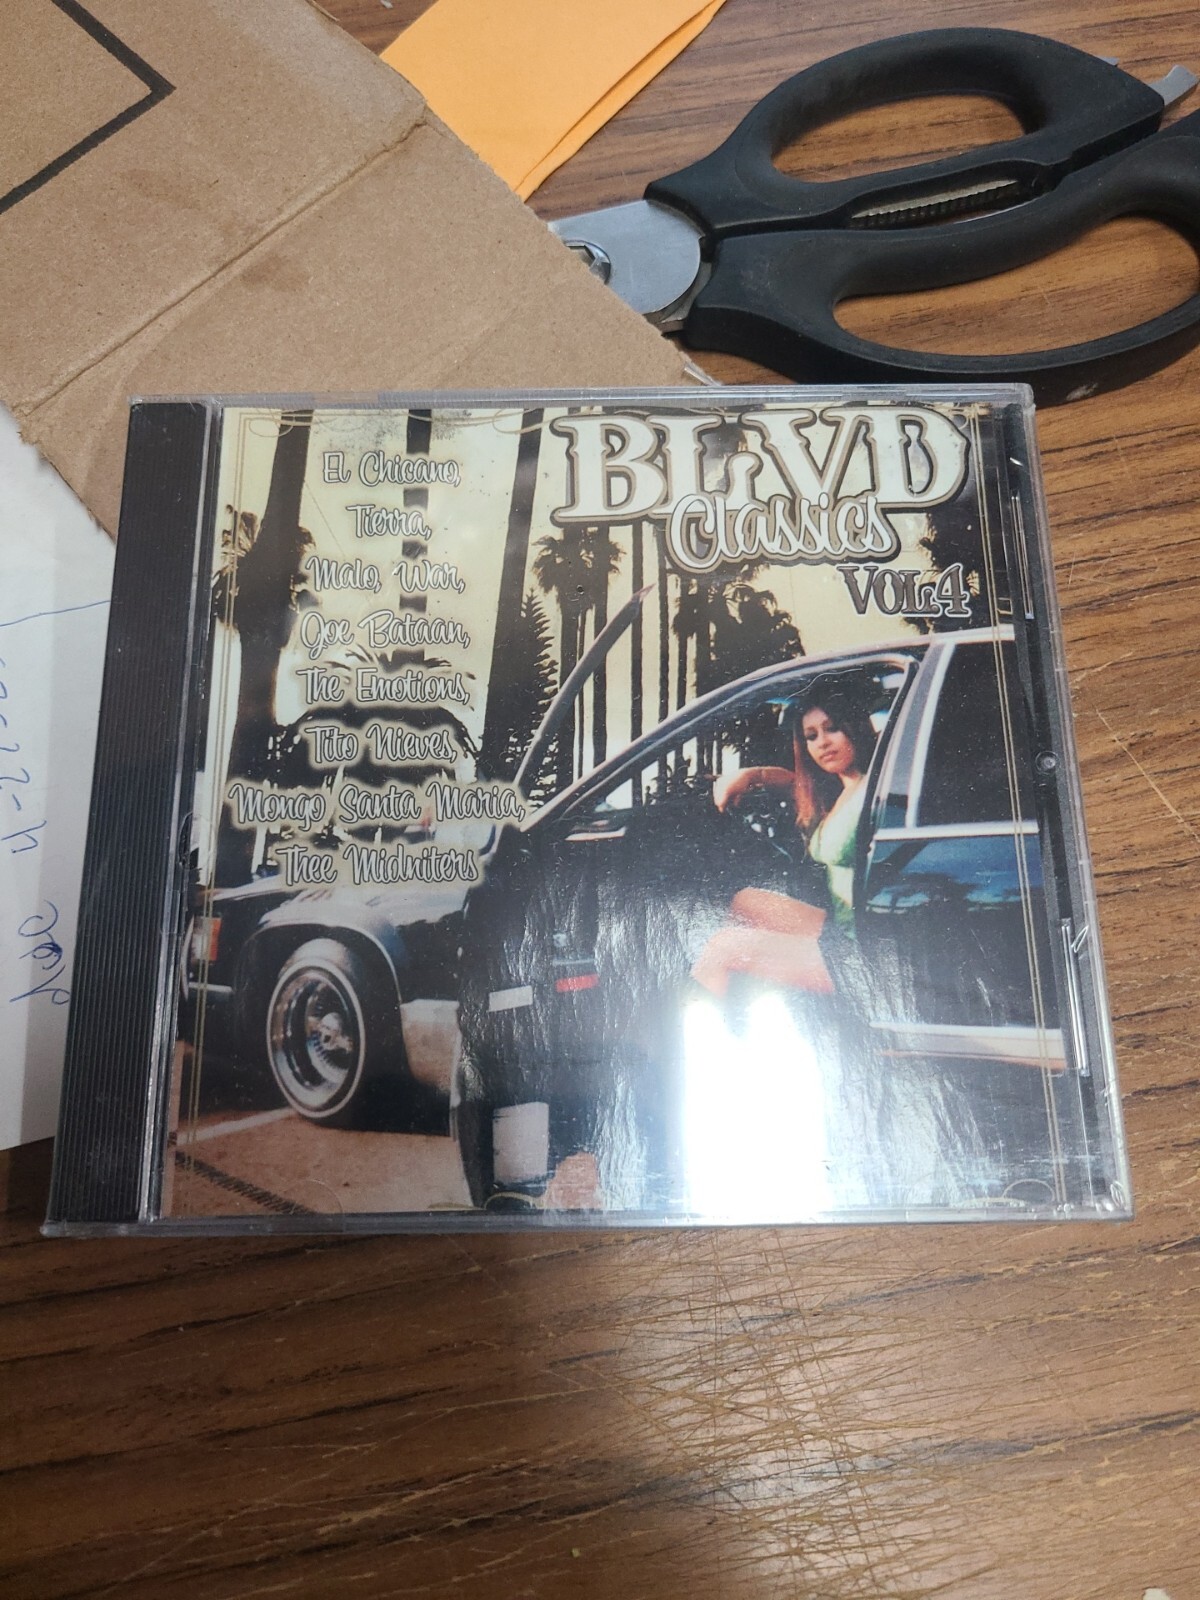 BLVD
Classics
VOL.4
El Chicano,
Tierra,
Malo, War,
Joe Bataan,
The Emotions,
Tito Nieves,
Mongo Santa Maria,
Thee Midniters